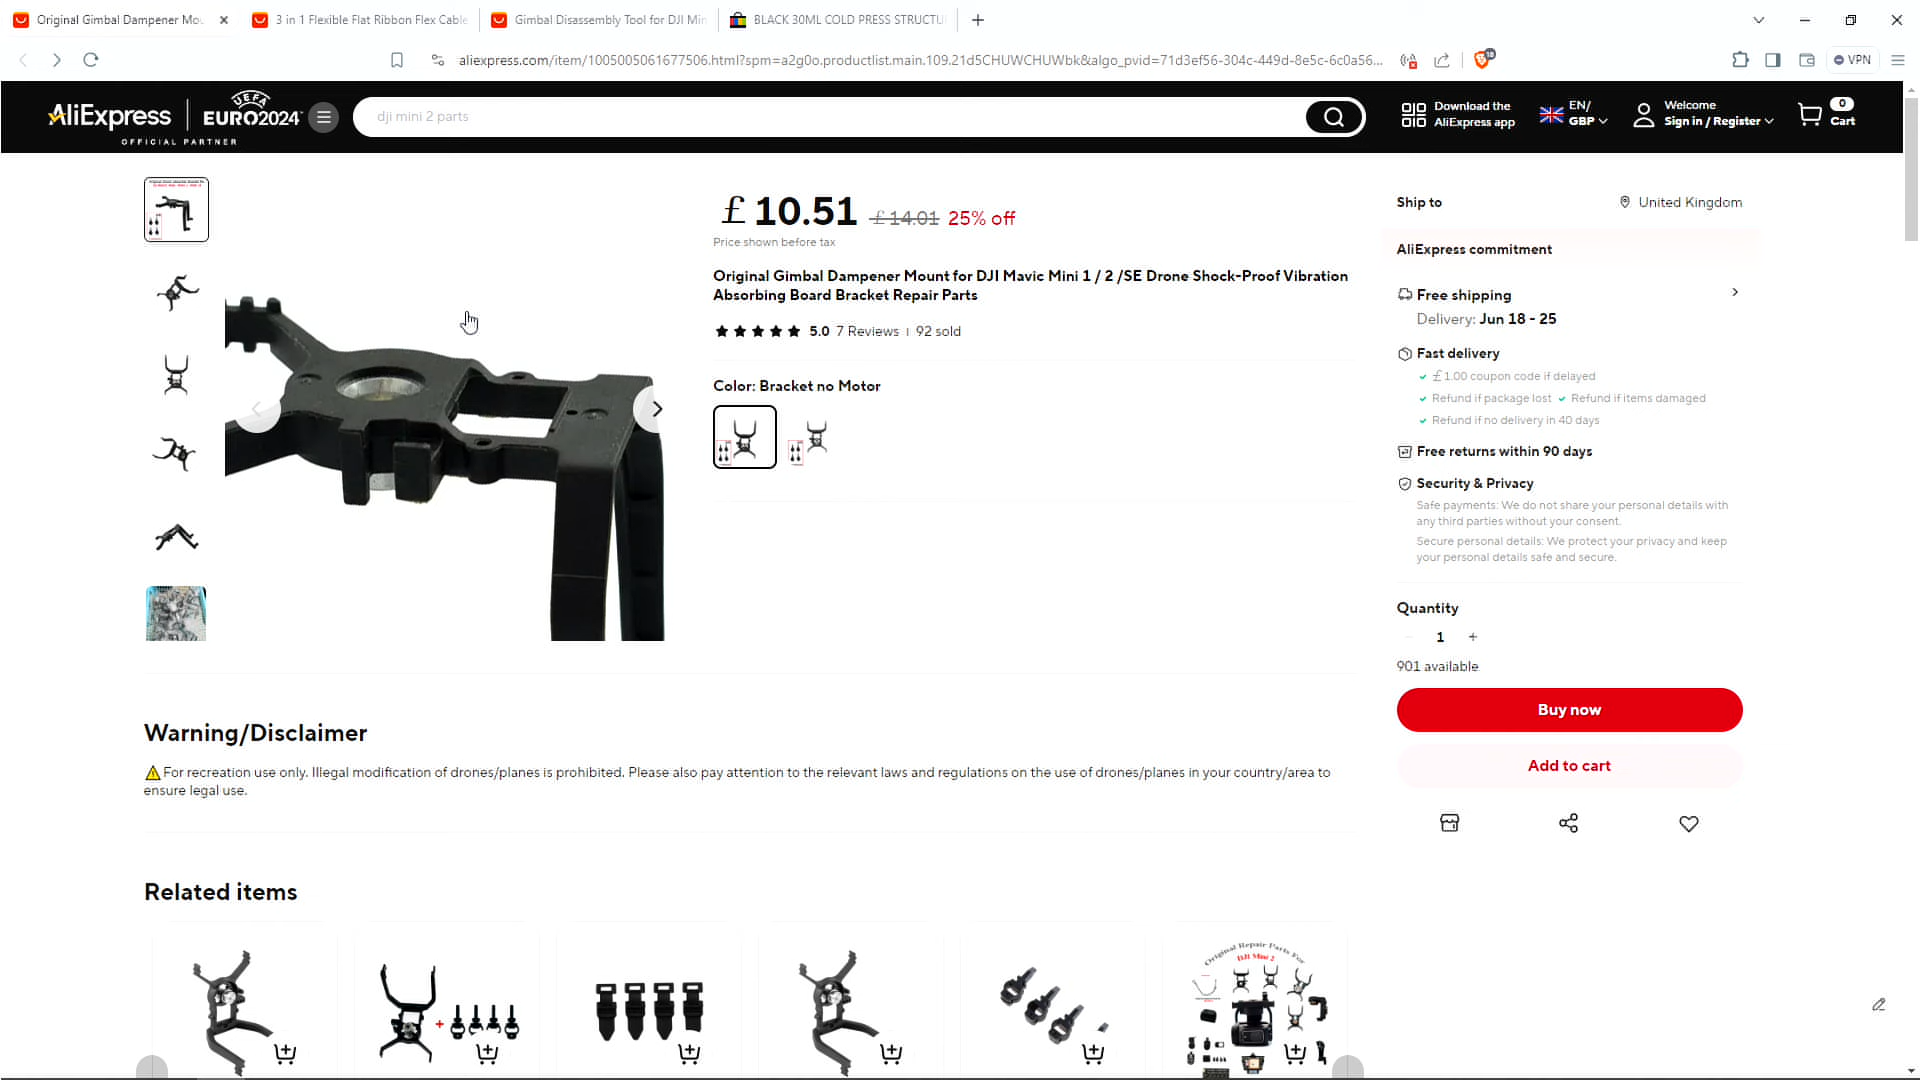 Original Gimbal Dampener Mou
3 in 1 Flexible Flat Ribbon Flex Cable
Gimbal Disassembly Tool for DJI Min
BLACK 30ML COLD PRESS STRUCTU
aliexpress.com/item/1005005061677506.html?spm=a2g0o.productlist.main.109.21d5CHUWCHUWbk&algo_pvid=71d3ef56-304c-449d-8e5c-6c0a56...
VPN
AliExpress
UEFA
EURO2024
OFFICIAL PARTNER
dji mini 2 parts
Download the
AliExpress app
EN/
GBP
Welcome
Sign in / Register
0
Cart
£10.51 £14.01 25% off
Price shown before tax
Original Gimbal Dampener Mount for DJI Mavic Mini 1 / 2 /SE Drone Shock-Proof Vibration
Absorbing Board Bracket Repair Parts
5.0 7 Reviews 92 sold
Color: Bracket no Motor
Ship to
United Kingdom
AliExpress commitment
Free shipping
Delivery: Jun 18 - 25
Fast delivery
£1.00 coupon code if delayed
Refund if package lost
Refund if items damaged
Refund if no delivery in 40 days
Free returns within 90 days
Security & Privacy
Safe payments: We do not share your personal details with
any third parties without your consent.
Secure personal details: We protect your privacy and keep
your personal details safe and secure.
Quantity
- 1 +
901 available
Buy now
Add to cart
Warning/Disclaimer
For recreation use only. Illegal modification of drones/planes is prohibited. Please also pay attention to the relevant laws and regulations on the use of drones/planes in your country/area to
ensure legal use.
Related items
Original Repair Parts For
DJI Mini 2